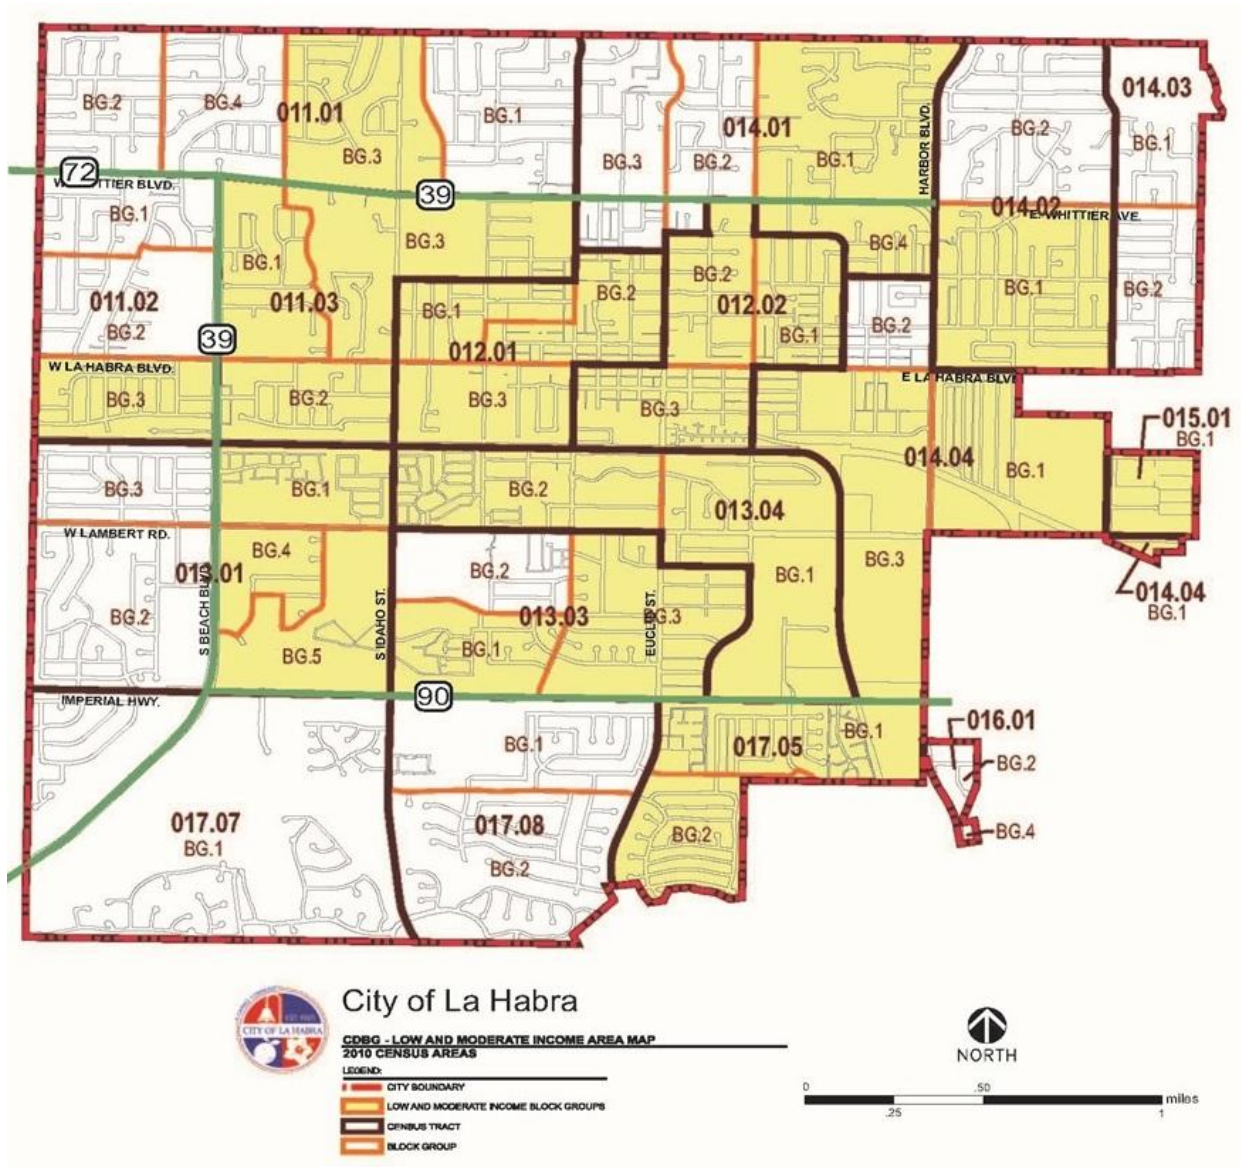 BG.2
BG.4
011.01
BG.3
BG.1
BG.3
014.01
BG.2
BG.1
HARBOR BLVD.
BG.2
014.03
BG.1
72
39
BG.1
BG.3
BG.4
014.02
E. WHITTIER AVE.
BG.1
011.02
BG.2
39
011.03
BG.1
012.01
BG.2
BG.2
012.02
BG.1
BG.2
BG.1
BG.2
W LA HABRA BLVD.
BG.3
BG.2
BG.3
BG.3
E LA HABRA BLV
014.04
BG.1
015.01
BG.1
BG.3
BG.1
BG.2
013.04
W LAMBERT RD.
BG.4
BG.2
S BEACH BLVD.
BG.5
S IDAHO ST.
BG.2
013.03
BG.1
BG.3
BG.1
BG.3
014.04
BG.1
IMPERIAL HWY.
90
BG.1
017.05
BG.1
016.01
BG.2
BG.4
017.07
BG.1
017.08
BG.2
BG.2
City of La Habra
CITY OF LA HABRA
CDBG - LOW AND MODERATE INCOME AREA MAP
2010 CENSUS AREAS
LEGEND:
CITY BOUNDARY
LOW AND MODERATE INCOME BLOCK GROUPS
CENSUS TRACT
BLOCK GROUP
NORTH
0 .50 miles
.25 1